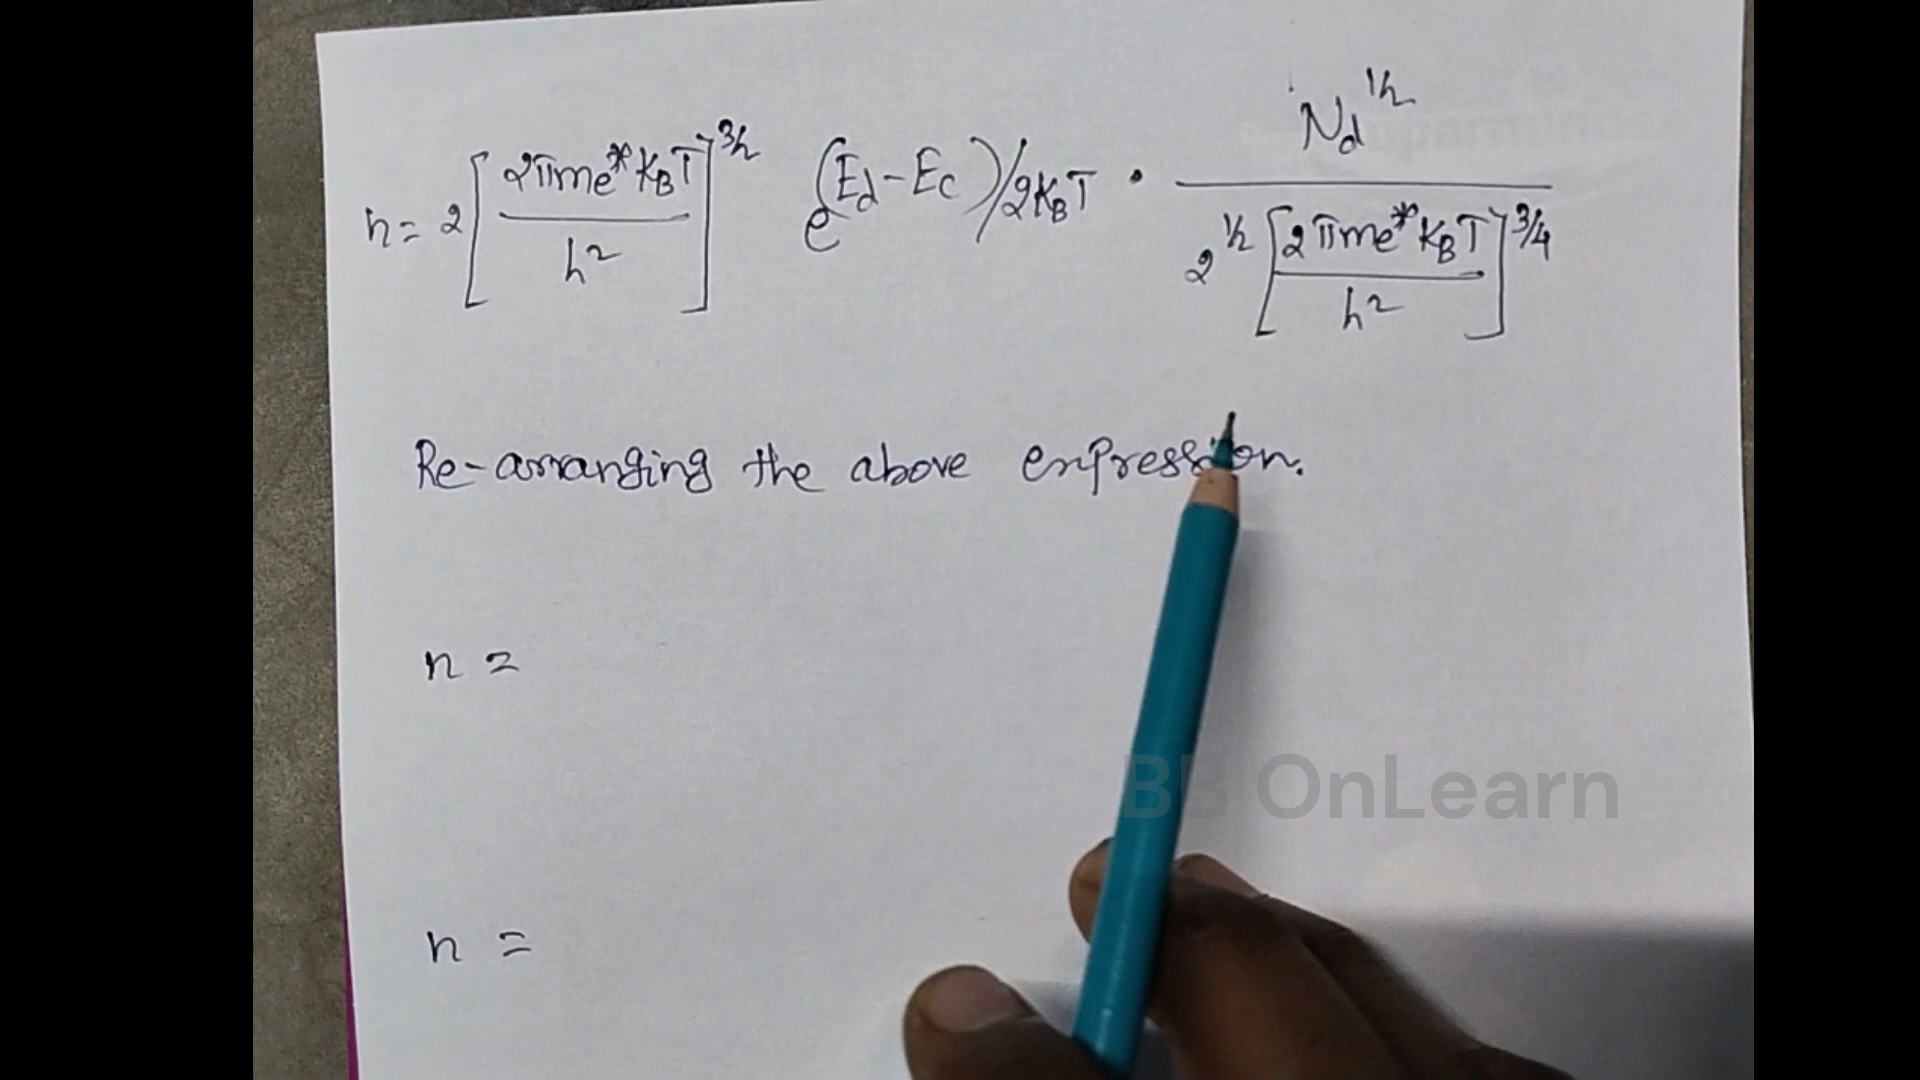 n = 2 [2πme*KBT / h²]^3/2 e^(Ed-Ec)/2KBT · Nd^1/2 / 2^1/2 [2πme*KBT / h²]^3/4
Re-arranging the above expression.
n =
BB OnLearn
n =